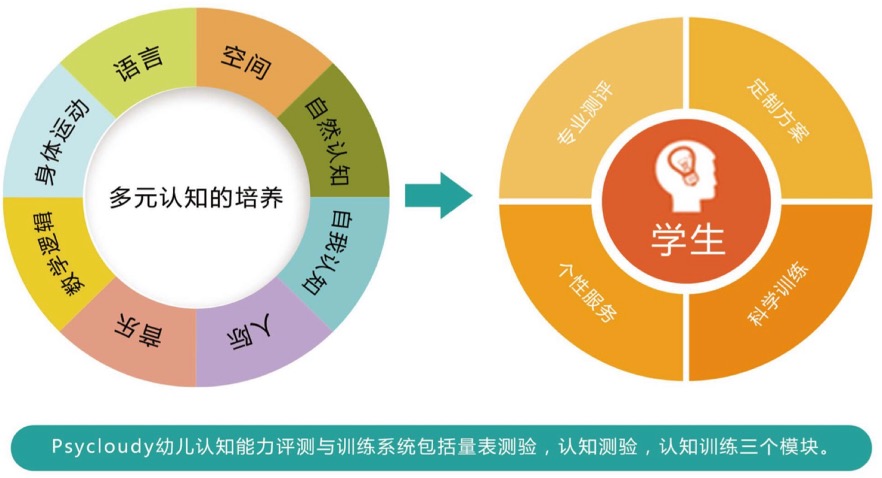 语言
空间
自然认知
自我认知
人际
音乐
数学逻辑
身体运动
多元认知的培养
专业测评
定制方案
科学训练
个性服务
学生
Psycloudy幼儿认知能力评测与训练系统包括量表测验，认知测验，认知训练三个模块。